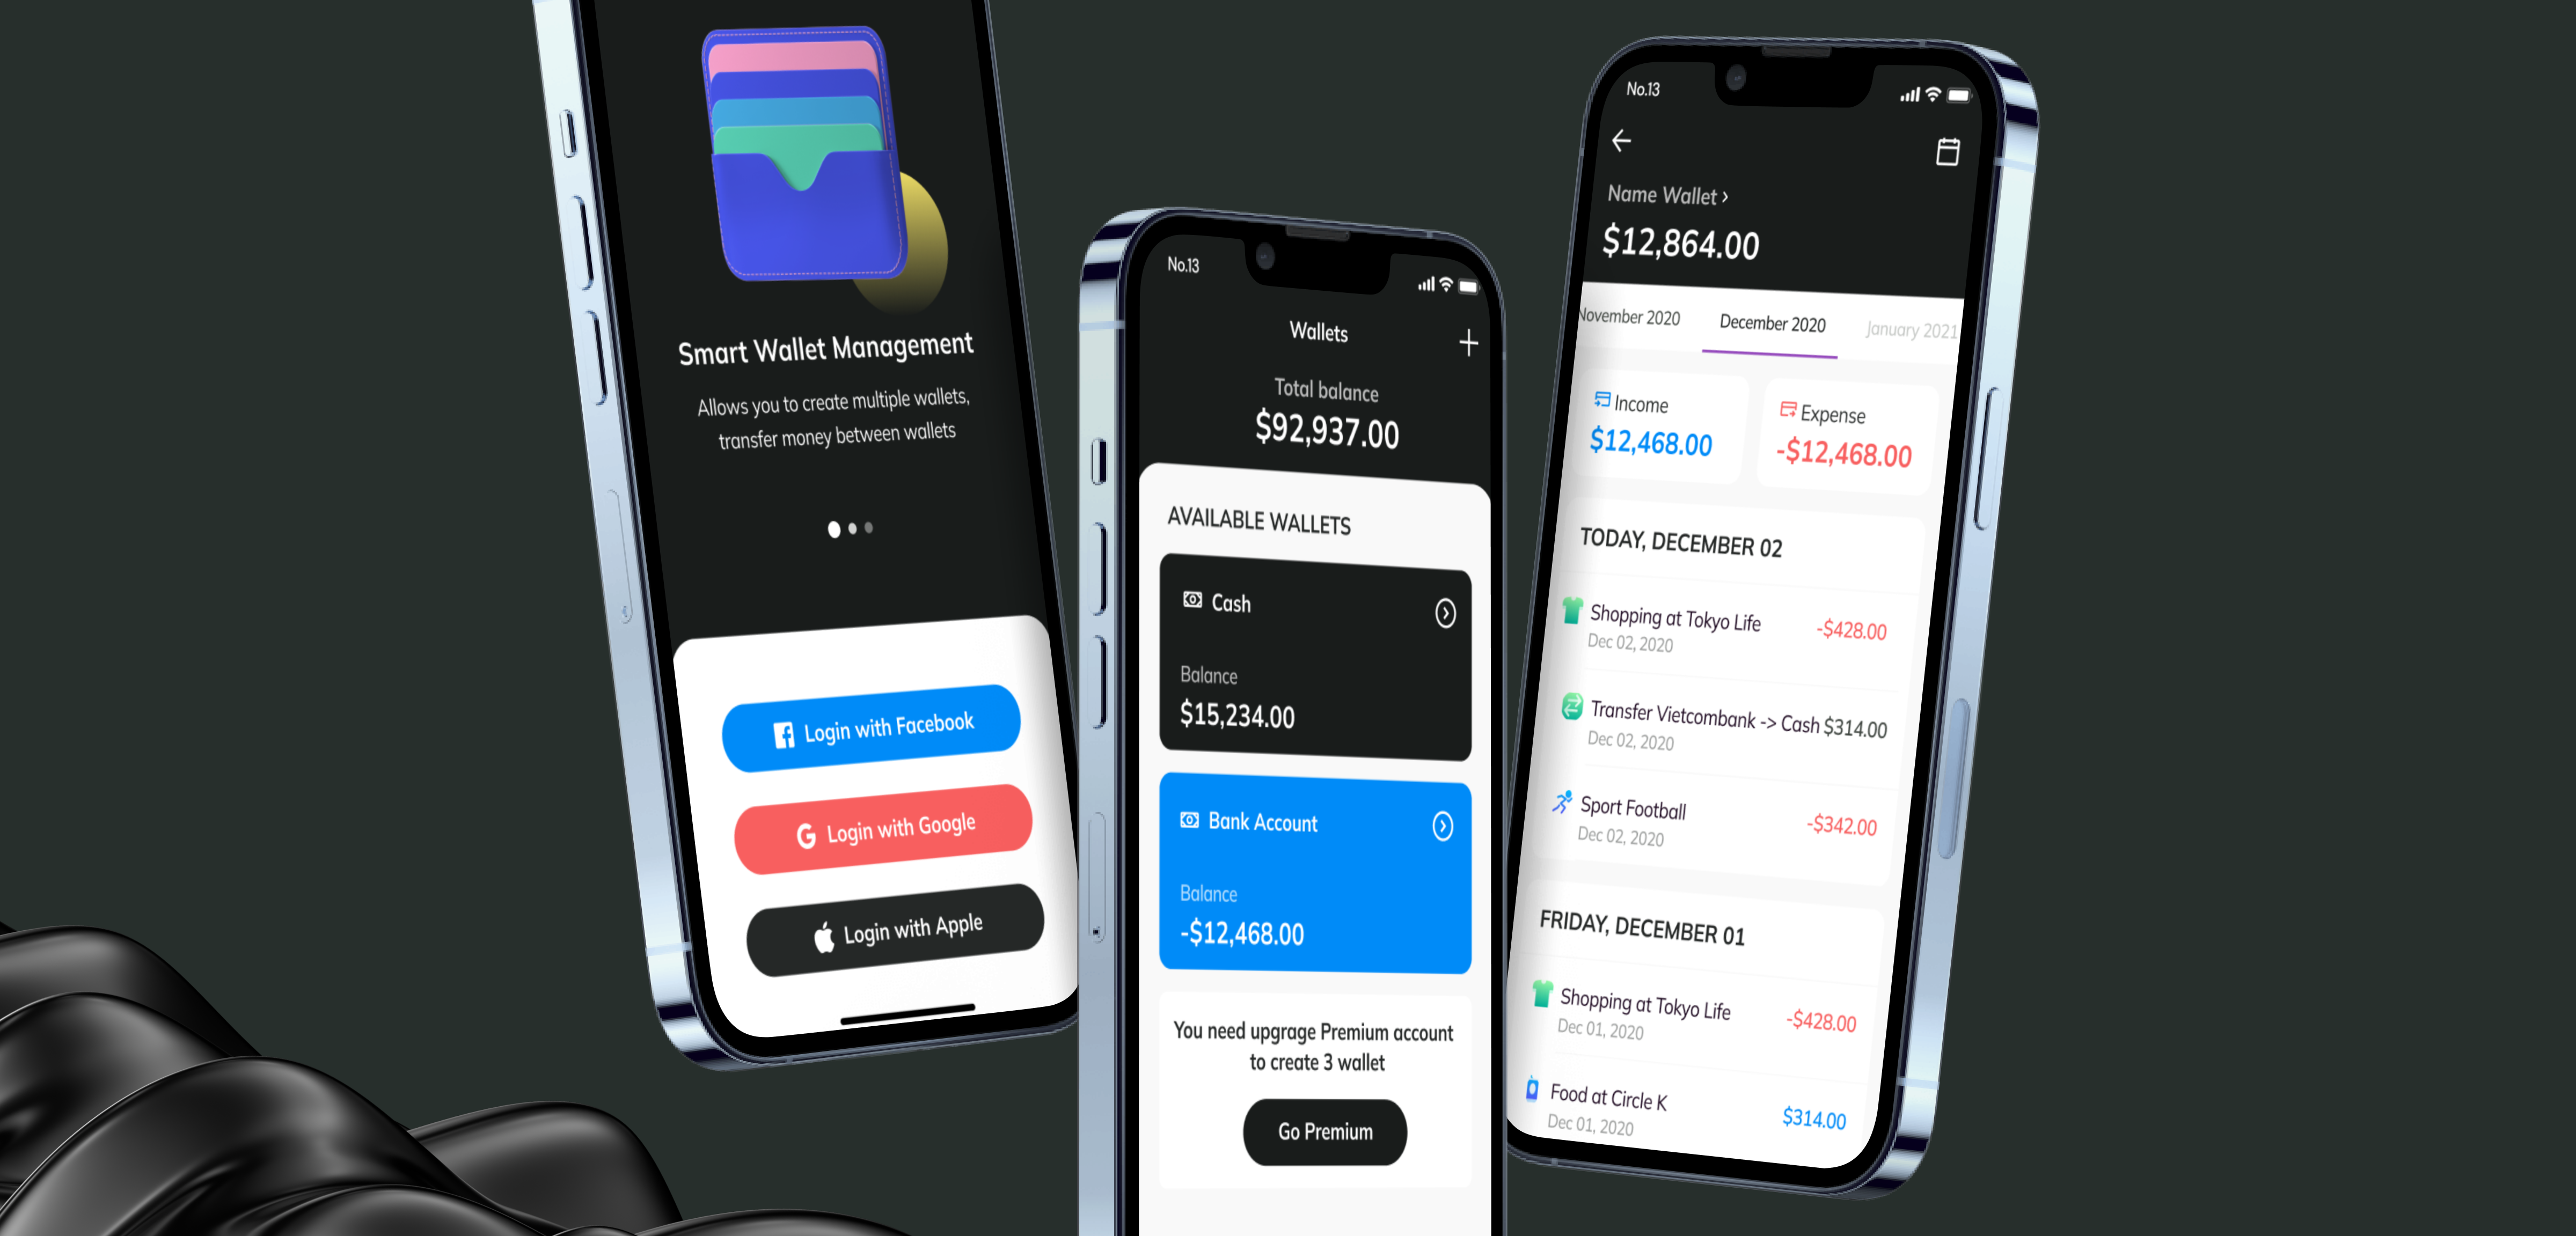 Smart Wallet Management
Allows you to create multiple wallets,
transfer money between wallets
Login with Facebook
Login with Google
Login with Apple
No.13
Wallets
Total balance
$92,937.00
AVAILABLE WALLETS
Cash
Balance
$15,234.00
Bank Account
Balance
-$12,468.00
You need upgrage Premium account
to create 3 wallet
Go Premium
No.13
Name Wallet ›
$12,864.00
November 2020 December 2020 January 2021
Income Expense
$12,468.00 -$12,468.00
TODAY, DECEMBER 02
Shopping at Tokyo Life -$428.00
Dec 02, 2020
Transfer Vietcombank -> Cash $314.00
Dec 02, 2020
Sport Football -$342.00
Dec 02, 2020
FRIDAY, DECEMBER 01
Shopping at Tokyo Life -$428.00
Dec 01, 2020
Food at Circle K $314.00
Dec 01, 2020